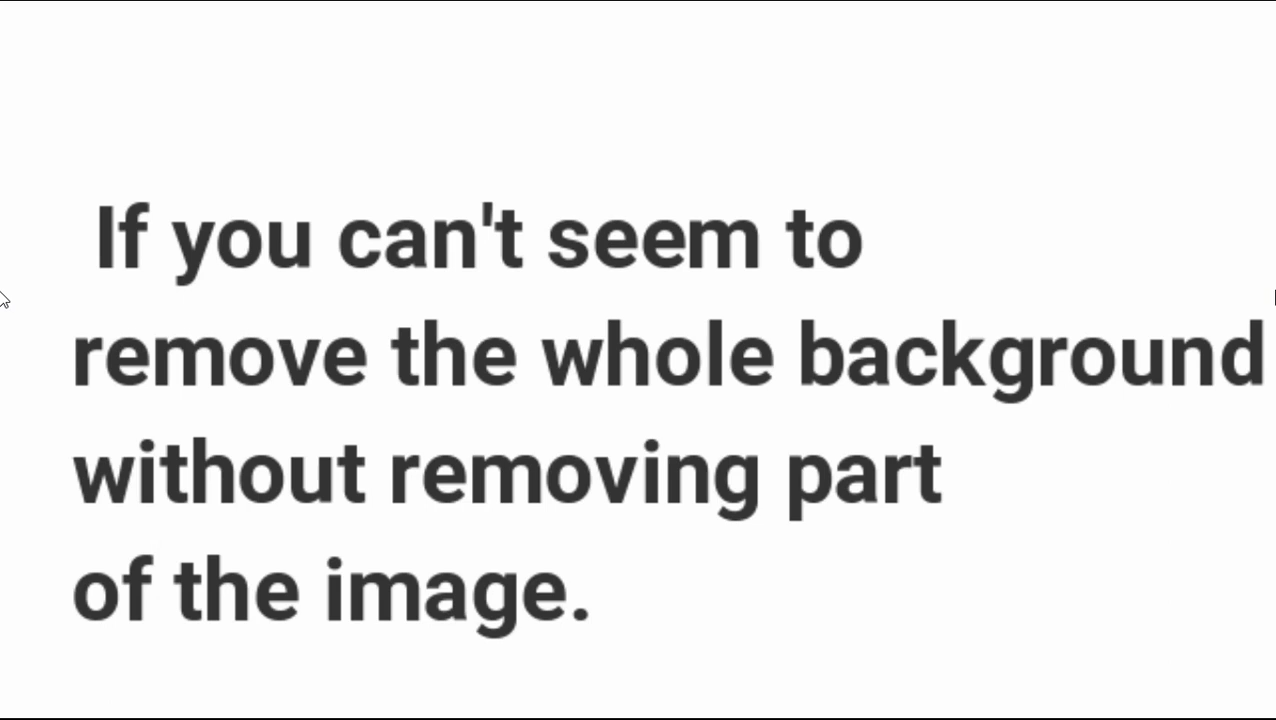 If you can't seem to
remove the whole background
without removing part
of the image.